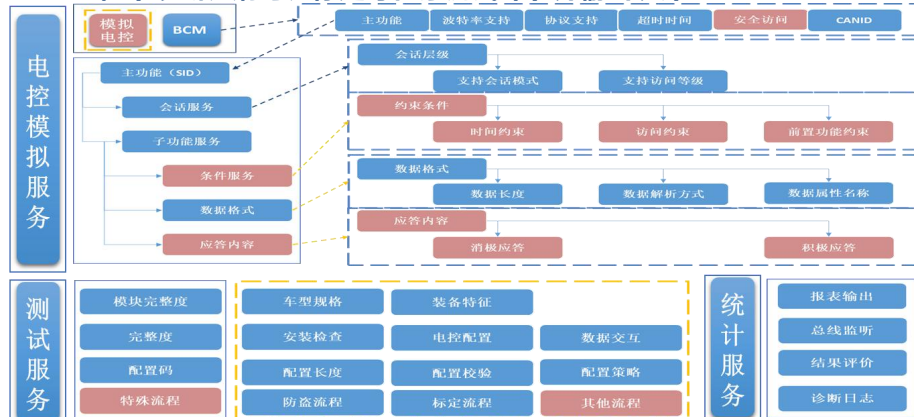 模拟电控
BCM
主功能
波特率支持
协议支持
超时时间
安全访问
CANID
电控模拟服务
主功能（SID）
会话服务
子功能服务
条件服务
数据格式
应答内容
会话层级
支持会话模式
支持访问等级
约束条件
时间约束
访问约束
前置功能约束
数据格式
数据长度
数据解析方式
数据属性名称
应答内容
消极应答
积极应答
测试服务
模块完整度
完整度
配置码
特殊流程
车型规格
装备特征
安装检查
电控配置
数据交互
配置长度
配置校验
配置策略
防盗流程
标定流程
其他流程
统计服务
报表输出
总线监听
结果评价
诊断日志